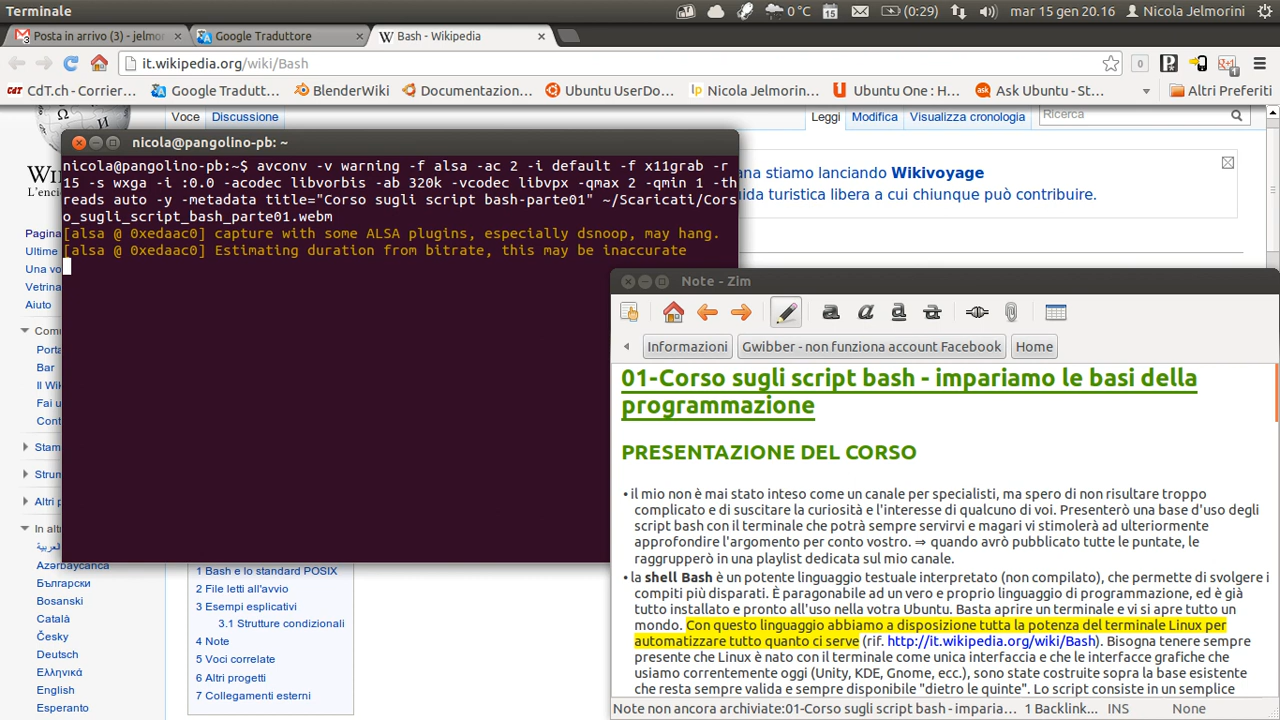 Terminale
0 °C
15
(0:29)
mar 15 gen 20.16
Nicola Jelmorini
Posta in arrivo (3) - jelmor
Google Traduttore
Bash - Wikipedia
it.wikipedia.org/wiki/Bash
0
CdT.ch - Corrier...
Google Tradutt...
BlenderWiki
Documentazion...
Ubuntu UserDo...
Nicola Jelmorin...
Ubuntu One : H...
Ask Ubuntu - St...
Altri Preferiti
Voce
Discussione
Leggi
Modifica
Visualizza cronologia
Ricerca
stiamo lanciando Wikivoyage
uida turistica libera a cui chiunque può contribuire.
nicola@pangolino-pb: ~
nicola@pangolino-pb:~$ avconv -v warning -f alsa -ac 2 -i default -f x11grab -r
15 -s wxga -i :0.0 -acodec libvorbis -ab 320k -vcodec libvpx -qmax 2 -qmin 1 -th
reads auto -y -metadata title="Corso sugli script bash-parte01" ~/Scaricati/Cors
o_sugli_script_bash_parte01.webm
[alsa @ 0xedaac0] capture with some ALSA plugins, especially dsnoop, may hang.
[alsa @ 0xedaac0] Estimating duration from bitrate, this may be inaccurate
Pagina
Ultime
Una vo
Vetrina
Aiuto
Comu
Porta
Bar
Il Wik
Fai u
Cont
Stam
Strum
Altri p
In altr
العربية
Azərbaycanca
Български
Bosanski
Català
Česky
Deutsch
Ελληνικά
English
Esperanto
1 Bash e lo standard POSIX
2 File letti all'avvio
3 Esempi esplicativi
3.1 Strutture condizionali
4 Note
5 Voci correlate
6 Altri progetti
7 Collegamenti esterni
Note - Zim
Informazioni
Gwibber - non funziona account Facebook
Home
01-Corso sugli script bash - impariamo le basi della
programmazione
PRESENTAZIONE DEL CORSO
• il mio non è mai stato inteso come un canale per specialisti, ma spero di non risultare troppo
complicato e di suscitare la curiosità e l'interesse di qualcuno di voi. Presenterò una base d'uso degli
script bash con il terminale che potrà sempre servirvi e magari vi stimolerà ad ulteriormente
approfondire l'argomento per conto vostro. ⇒ quando avrò pubblicato tutte le puntate, le
raggrupperò in una playlist dedicata sul mio canale.
• la shell Bash è un potente linguaggio testuale interpretato (non compilato), che permette di svolgere i
compiti più disparati. È paragonabile ad un vero e proprio linguaggio di programmazione, ed è già
tutto installato e pronto all'uso nella votra Ubuntu. Basta aprire un terminale e vi si apre tutto un
mondo. Con questo linguaggio abbiamo a disposizione tutta la potenza del terminale Linux per
automatizzare tutto quanto ci serve (rif. http://it.wikipedia.org/wiki/Bash). Bisogna tenere sempre
presente che Linux è nato con il terminale come unica interfaccia e che le interfacce grafiche che
usiamo correntemente oggi (Unity, KDE, Gnome, ecc.), sono state costruite sopra la base esistente
che resta sempre valida e sempre disponibile "dietro le quinte". Lo script consiste in un semplice
Note non ancora archiviate:01-Corso sugli script bash - imparia...
1 Backlink...
INS
None